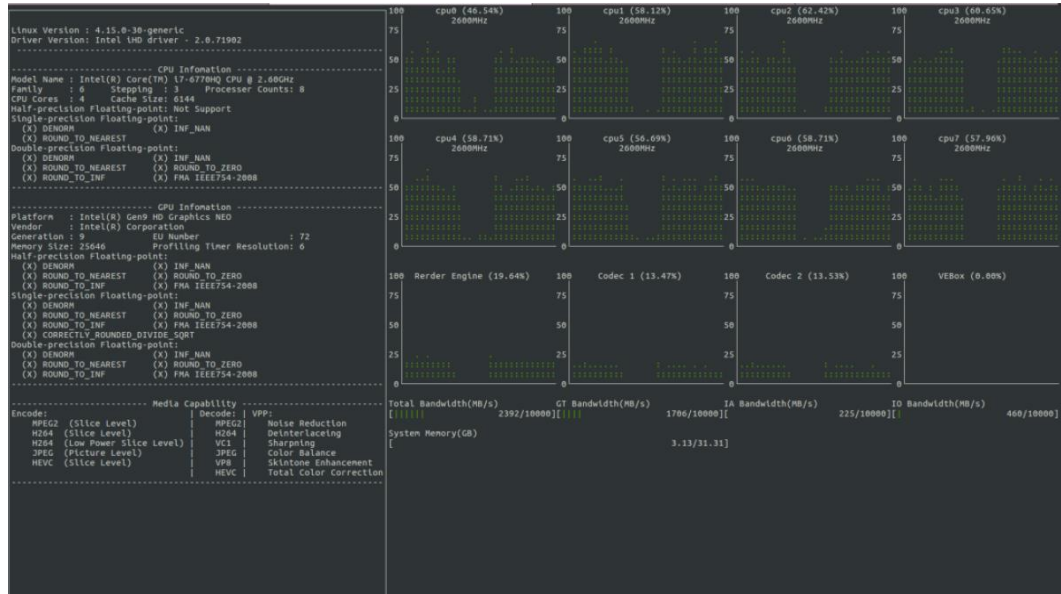 Linux Version : 4.15.0-30-generic
Driver Version: Intel iHD driver - 2.0.71902
CPU Infomation
Model Name : Intel(R) Core(TM) i7-6770HQ CPU @ 2.60GHz
Family : 6 Stepping : 3 Processer Counts: 8
CPU Cores : 4 Cache Size: 6144
Half-precision Floating-point: Not Support
Single-precision Floating-point:
(X) DENORM (X) INF_NAN
(X) ROUND_TO_NEAREST
Double-precision Floating-point:
(X) DENORM (X) INF_NAN
(X) ROUND_TO_NEAREST (X) ROUND_TO_ZERO
(X) ROUND_TO_INF (X) FMA IEEE754-2008
GPU Infomation
Platform : Intel(R) Gen9 HD Graphics NEO
Vendor : Intel(R) Corporation
Generation : 9 EU Number : 72
Memory Size: 25646 Profiling Timer Resolution: 6
Half-precision Floating-point:
(X) DENORM (X) INF_NAN
(X) ROUND_TO_NEAREST (X) ROUND_TO_ZERO
(X) ROUND_TO_INF (X) FMA IEEE754-2008
Single-precision Floating-point:
(X) DENORM (X) INF_NAN
(X) ROUND_TO_NEAREST (X) ROUND_TO_ZERO
(X) ROUND_TO_INF (X) FMA IEEE754-2008
(X) CORRECTLY_ROUNDED_DIVIDE_SQRT
Double-precision Floating-point:
(X) DENORM (X) INF_NAN
(X) ROUND_TO_NEAREST (X) ROUND_TO_ZERO
(X) ROUND_TO_INF (X) FMA IEEE754-2008
Media Capability
Encode: | Decode: | VPP:
MPEG2 (Slice Level) | MPEG2| Noise Reduction
H264 (Slice Level) | H264 | Deinterlaceing
H264 (Low Power Slice Level) | VC1 | Sharpning
JPEG (Picture Level) | JPEG | Color Balance
HEVC (Slice Level) | VP8 | Skintone Enhancement
| HEVC | Total Color Correction
100 cpu0 (46.54%) 100 cpu1 (58.12%) 100 cpu2 (62.42%) 100 cpu3 (60.65%)
2600MHz 2600MHz 2600MHz 2600MHz
75 75 75 75
50 50 50 50
25 25 25 25
0 0 0 0
100 cpu4 (58.71%) 100 cpu5 (56.69%) 100 cpu6 (58.71%) 100 cpu7 (57.96%)
2600MHz 2600MHz 2600MHz 2600MHz
75 75 75 75
50 50 50 50
25 25 25 25
0 0 0 0
100 Rerder Engine (19.64%) 100 Codec 1 (13.47%) 100 Codec 2 (13.53%) 100 VEBox (0.00%)
75 75 75 75
50 50 50 50
25 25 25 25
0 0 0 0
Total Bandwidth(MB/s) GT Bandwidth(MB/s) IA Bandwidth(MB/s) IO Bandwidth(MB/s)
[|||||| 2392/10000][|||| 1706/10000][ 225/10000][| 460/10000]
System Memory(GB)
[ 3.13/31.31]